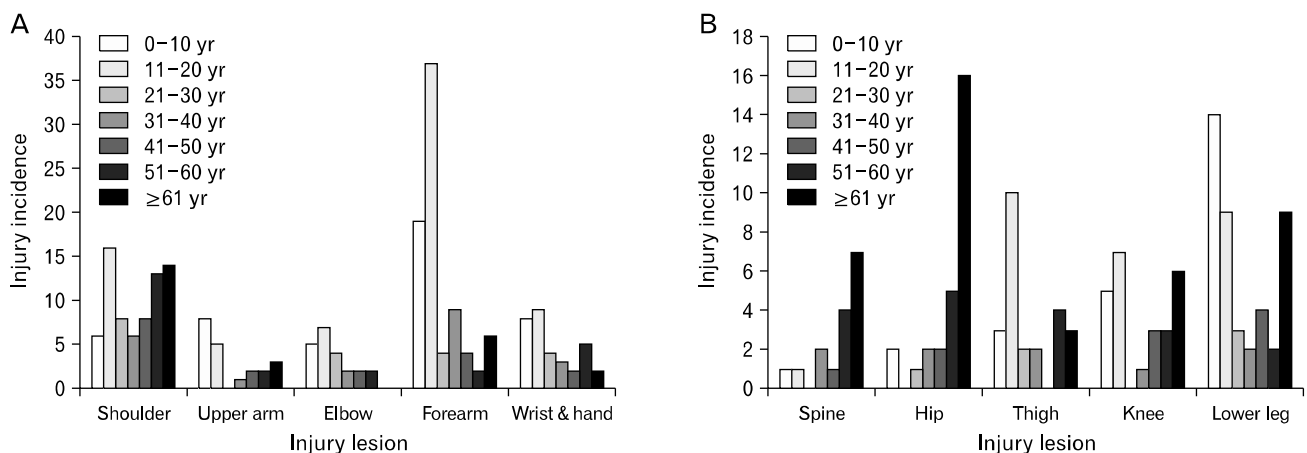 A
40
35
30
25
20
15
10
5
0
Injury incidence
0–10 yr
11–20 yr
21–30 yr
31–40 yr
41–50 yr
51–60 yr
≥61 yr
Shoulder Upper arm Elbow Forearm Wrist & hand
Injury lesion
B
18
16
14
12
10
8
6
4
2
0
Injury incidence
0–10 yr
11–20 yr
21–30 yr
31–40 yr
41–50 yr
51–60 yr
≥61 yr
Spine Hip Thigh Knee Lower leg
Injury lesion